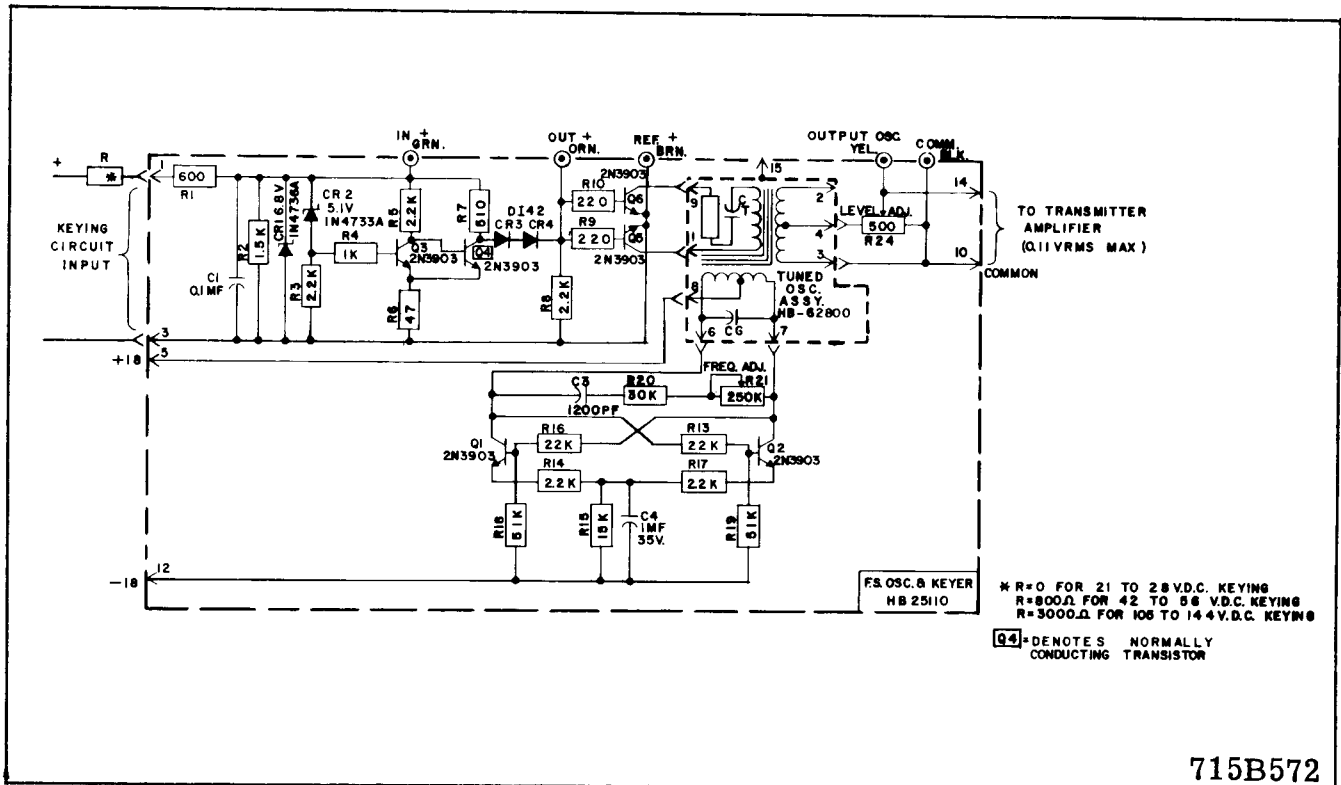 IN + GRN.
OUT + ORN.
REF. + BRN.
OUTPUT OSC. YEL.
COMM. BLK.
+
R
*
1
600
R1
KEYING
CIRCUIT
INPUT
C1
0.1MF
R2
1.5K
CR1 6.8V
1N4736A
CR2
5.1V
1N4733A
R3
2.2K
R4
1K
R5
2.2K
Q3
2N3903
R6
47
R7
510
Q4
2N3903
DI42
CR3 CR4
R8
2.2K
R10
220
R9
220
2N3903
Q6
Q5
2N3903
9
1
8
15
2
4
3
TUNED
OSC.
ASSY.
HB-62800
6
CG
7
LEVEL ADJ.
500
R24
14
10
COMMON
TO TRANSMITTER
AMPLIFIER
(0.11 VRMS MAX)
3
+18
5
C3
1200PF
R20
30K
FREQ. ADJ.
R21
250K
Q1
2N3903
R16
22K
R13
22K
Q2
2N3903
R14
2.2K
R17
2.2K
R18
51K
R15
15K
C4
1MF
35V.
R19
51K
-18
12
F.S. OSC. & KEYER
HB 25110
* R=0 FOR 21 TO 28 V.D.C. KEYING
R=800Ω FOR 42 TO 56 V.D.C. KEYING
R=3000Ω FOR 105 TO 144 V.D.C. KEYING
Q4 = DENOTES NORMALLY
CONDUCTING TRANSISTOR
715B572